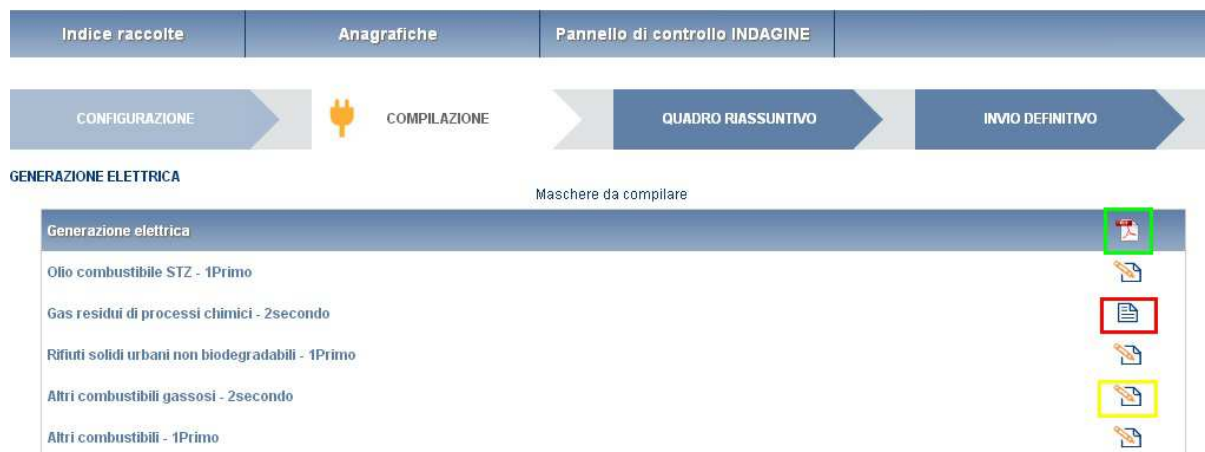 Indice raccolte Anagrafiche Pannello di controllo INDAGINE
CONFIGURAZIONE COMPILAZIONE QUADRO RIASSUNTIVO INVIO DEFINITIVO
GENERAZIONE ELETTRICA
Maschere da compilare
Generazione elettrica
Olio combustibile STZ - 1Primo
Gas residui di processi chimici - 2secondo
Rifiuti solidi urbani non biodegradabili - 1Primo
Altri combustibili gassosi - 2secondo
Altri combustibili - 1Primo